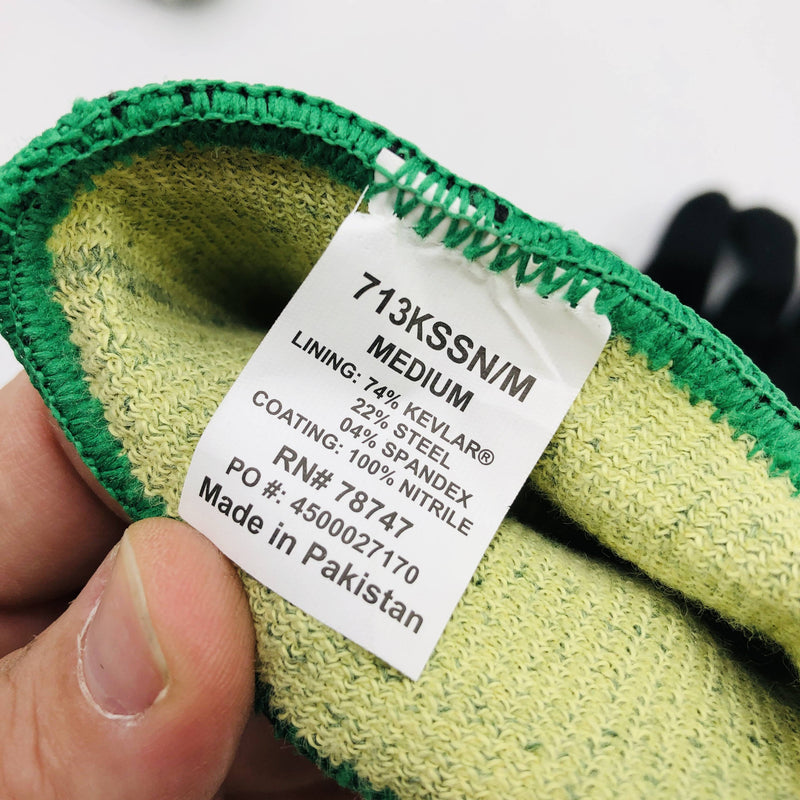 713KSSN/M
MEDIUM
LINING: 74% KEVLAR®
22% STEEL
04% SPANDEX
COATING: 100% NITRILE
RN# 78747
PO #: 4500027170
Made in Pakistan